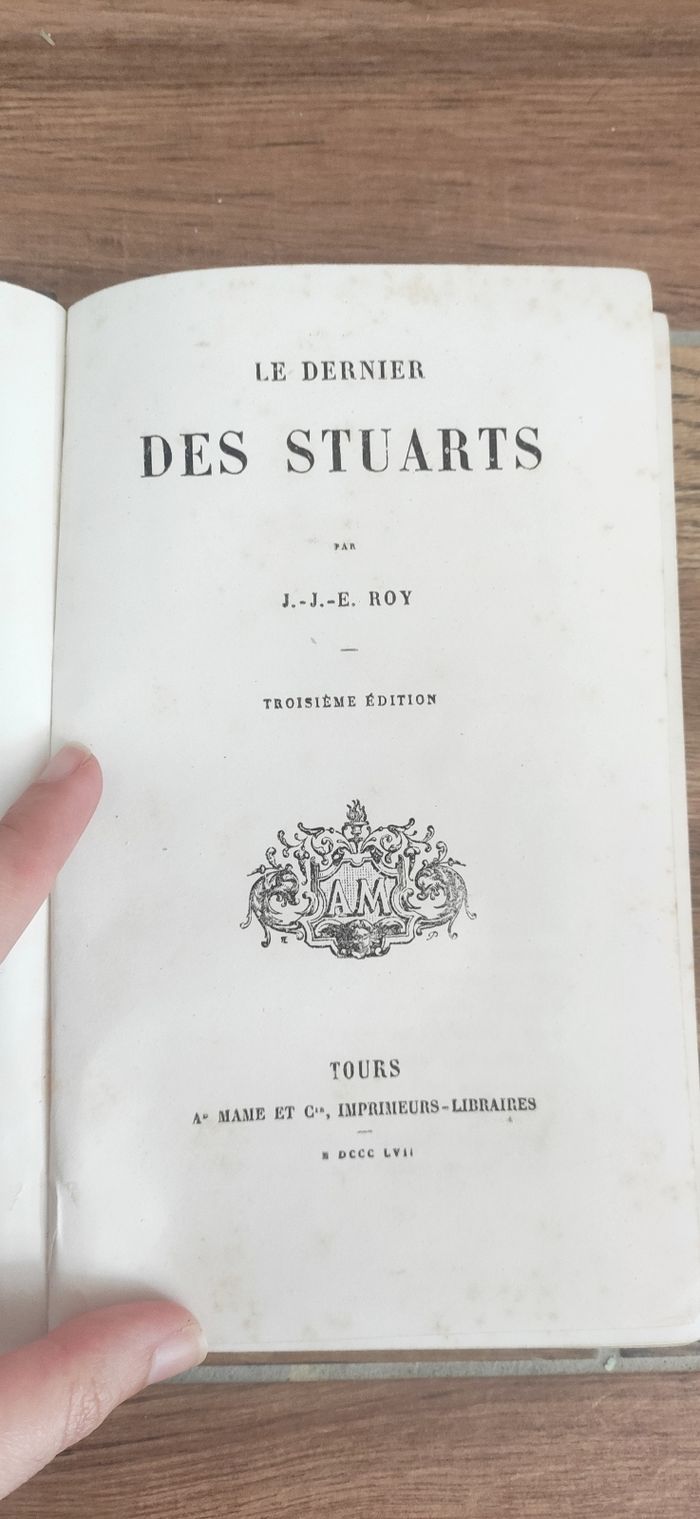 LE DERNIER
DES STUARTS
PAR
J.-J.-E. ROY
TROISIÈME ÉDITION
AM
TOURS
Ad MAME ET Cie, IMPRIMEURS-LIBRAIRES
M DCCC LVII